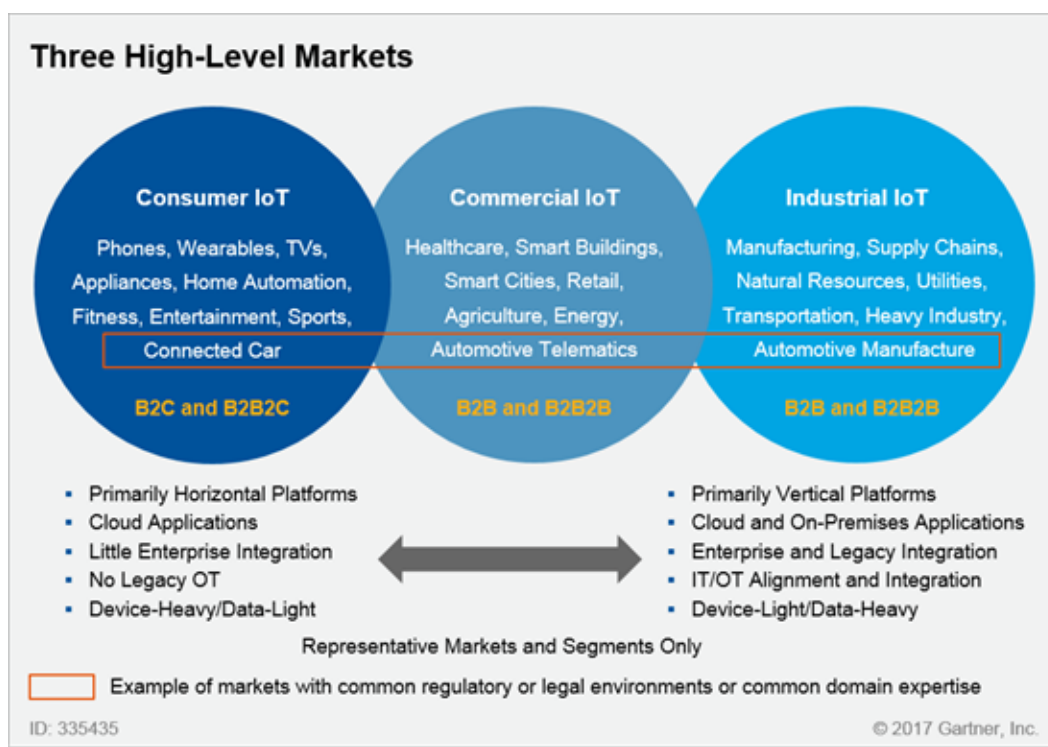 Three High-Level Markets
Consumer IoT
Phones, Wearables, TVs,
Appliances, Home Automation,
Fitness, Entertainment, Sports,
Connected Car
B2C and B2B2C
Commercial IoT
Healthcare, Smart Buildings,
Smart Cities, Retail,
Agriculture, Energy,
Automotive Telematics
B2B and B2B2B
Industrial IoT
Manufacturing, Supply Chains,
Natural Resources, Utilities,
Transportation, Heavy Industry,
Automotive Manufacture
B2B and B2B2B
▪ Primarily Horizontal Platforms
▪ Cloud Applications
▪ Little Enterprise Integration
▪ No Legacy OT
▪ Device-Heavy/Data-Light
▪ Primarily Vertical Platforms
▪ Cloud and On-Premises Applications
▪ Enterprise and Legacy Integration
▪ IT/OT Alignment and Integration
▪ Device-Light/Data-Heavy
Representative Markets and Segments Only
Example of markets with common regulatory or legal environments or common domain expertise
ID: 335435
© 2017 Gartner, Inc.